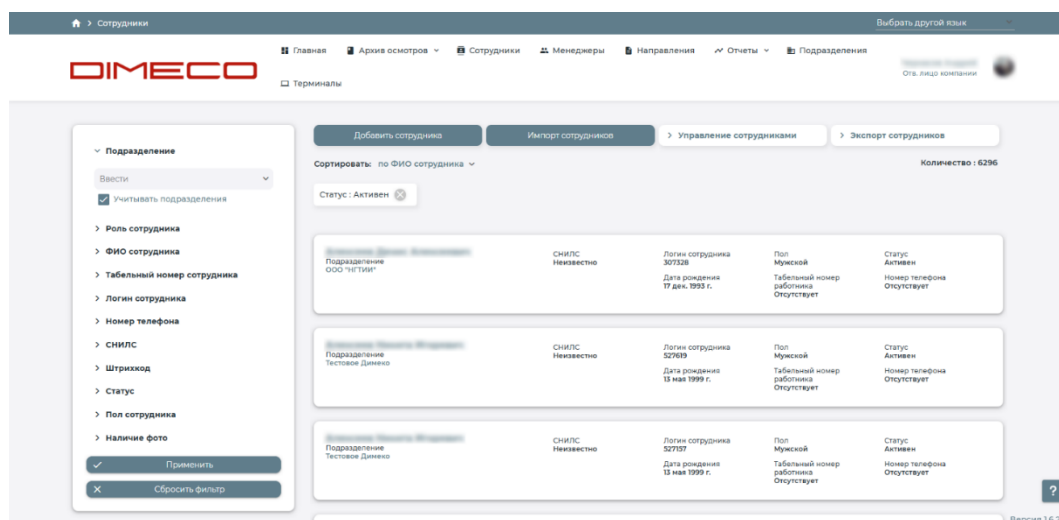 Сотрудники
Выбрать другой язык
DIMECO
Главная
Архив осмотров
Сотрудники
Менеджеры
Направления
Отчеты
Подразделения
Терминалы
Отв. лицо компании
Подразделение
Ввести
Учитывать подразделения
Роль сотрудника
ФИО сотрудника
Табельный номер сотрудника
Логин сотрудника
Номер телефона
СНИЛС
Штрихкод
Статус
Пол сотрудника
Наличие фото
Применить
Сбросить фильтр
Добавить сотрудника
Импорт сотрудников
Управление сотрудниками
Экспорт сотрудников
Сортировать: по ФИО сотрудника
Количество : 6296
Статус : Активен
Подразделение
ООО "НГТИИ"
СНИЛС
Неизвестно
Логин сотрудника
307328
Дата рождения
17 дек. 1993 г.
Пол
Мужской
Табельный номер
работника
Отсутствует
Статус
Активен
Номер телефона
Отсутствует
Подразделение
Тестовое Димеко
СНИЛС
Неизвестно
Логин сотрудника
527619
Дата рождения
13 мая 1999 г.
Пол
Мужской
Табельный номер
работника
Отсутствует
Статус
Активен
Номер телефона
Отсутствует
Подразделение
Тестовое Димеко
СНИЛС
Неизвестно
Логин сотрудника
527157
Дата рождения
13 мая 1999 г.
Пол
Мужской
Табельный номер
работника
Отсутствует
Статус
Активен
Номер телефона
Отсутствует
?
Версия 1.6.2